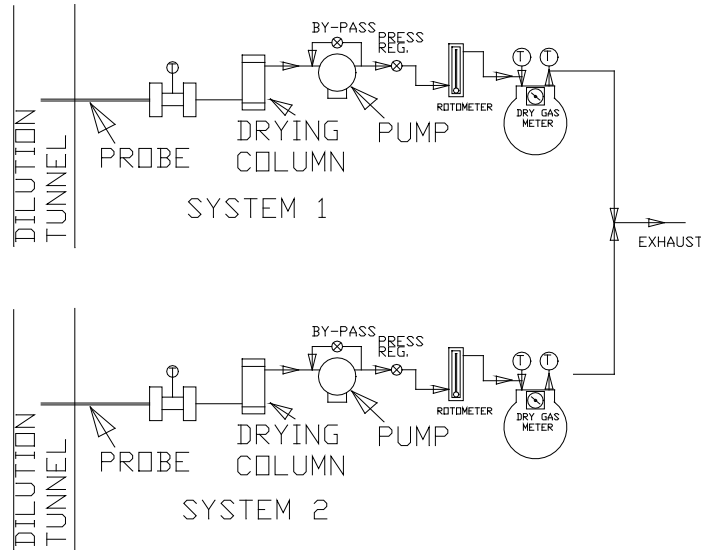 BY-PASS
PRESS
REG.
T
T
T
ROTOMETER
DRY GAS
METER
DILUTION
TUNNEL
PROBE
DRYING
COLUMN
PUMP
SYSTEM 1
EXHAUST
BY-PASS
PRESS
REG.
T
T
T
ROTOMETER
DRY GAS
METER
DILUTION
TUNNEL
PROBE
DRYING
COLUMN
PUMP
SYSTEM 2